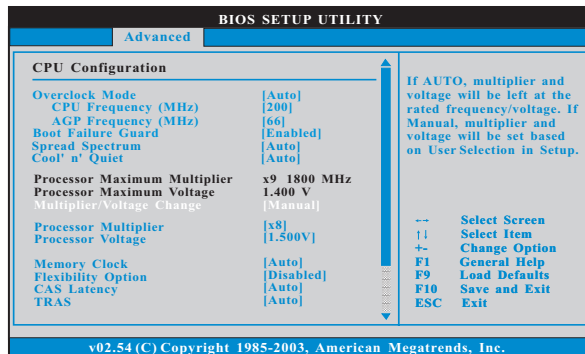 BIOS SETUP UTILITY
Advanced
CPU Configuration
Overclock Mode [Auto]
CPU Frequency (MHz) [200]
AGP Frequency (MHz) [66]
Boot Failure Guard [Enabled]
Spread Spectrum [Auto]
Cool' n' Quiet [Auto]
Processor Maximum Multiplier x9 1800 MHz
Processor Maximum Voltage 1.400 V
Multiplier/Voltage Change [Manual]
Processor Multiplier [x8]
Processor Voltage [1.500V]
Memory Clock [Auto]
Flexibility Option [Disabled]
CAS Latency [Auto]
TRAS [Auto]
If AUTO, multiplier and
voltage will be left at the
rated frequency/voltage. If
Manual, multiplier and
voltage will be set based
on User Selection in Setup.
←→ Select Screen
↑↓ Select Item
+- Change Option
F1 General Help
F9 Load Defaults
F10 Save and Exit
ESC Exit
v02.54 (C) Copyright 1985-2003, American Megatrends, Inc.